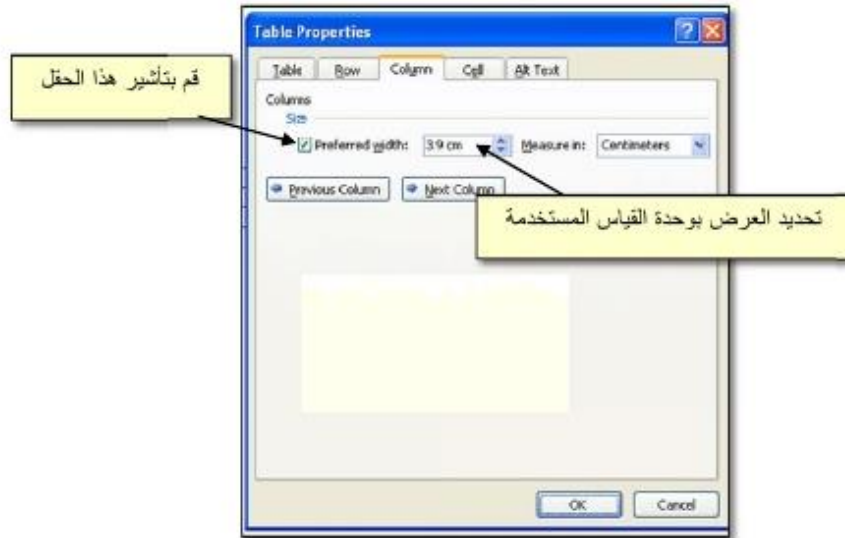 Table Properties
قم بتأشير هذا الحقل
Table Row Column Cell Alt Text
Columns
Size
Preferred width: 3.9 cm Measure in: Centimeters
Previous Column Next Column
تحديد العرض بوحدة القياس المستخدمة
OK Cancel